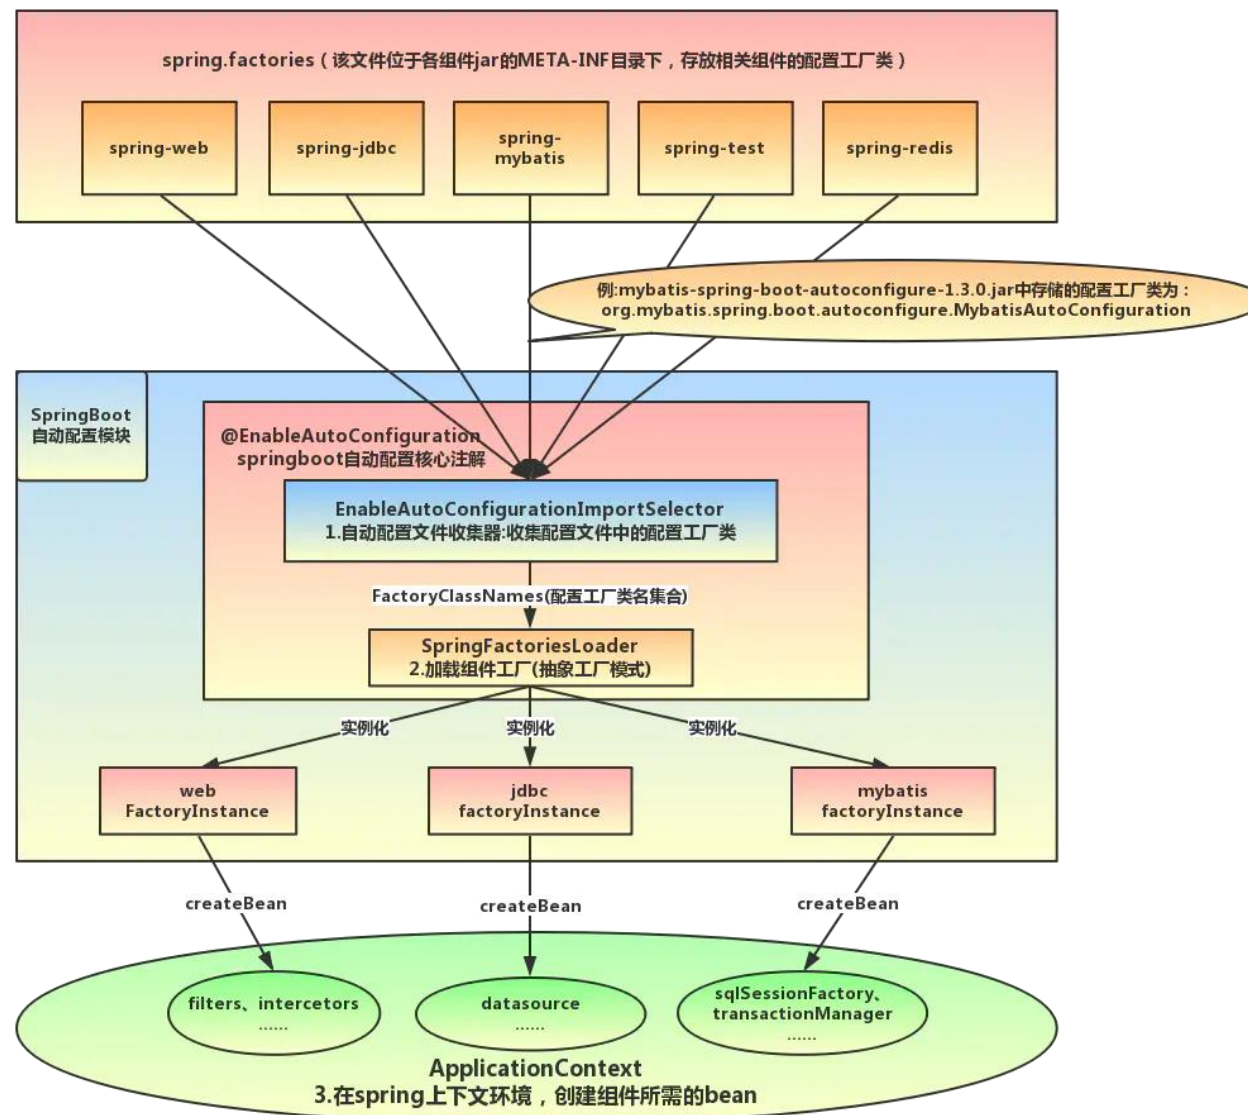 spring.factories（该文件位于各组件jar的META-INF目录下，存放相关组件的配置工厂类）
spring-web
spring-jdbc
spring-
mybatis
spring-test
spring-redis
例:mybatis-spring-boot-autoconfigure-1.3.0.jar中存储的配置工厂类为：
org.mybatis.spring.boot.autoconfigure.MybatisAutoConfiguration
SpringBoot
自动配置模块
@EnableAutoConfiguration
springboot自动配置核心注解
EnableAutoConfigurationImportSelector
1.自动配置文件收集器:收集配置文件中的配置工厂类
FactoryClassNames(配置工厂类名集合)
SpringFactoriesLoader
2.加载组件工厂(抽象工厂模式)
实例化
实例化
实例化
web
FactoryInstance
jdbc
factoryInstance
mybatis
factoryInstance
createBean
createBean
createBean
filters、intercetors
......
datasource
......
sqlSessionFactory、
transactionManager
......
ApplicationContext
3.在spring上下文环境，创建组件所需的bean